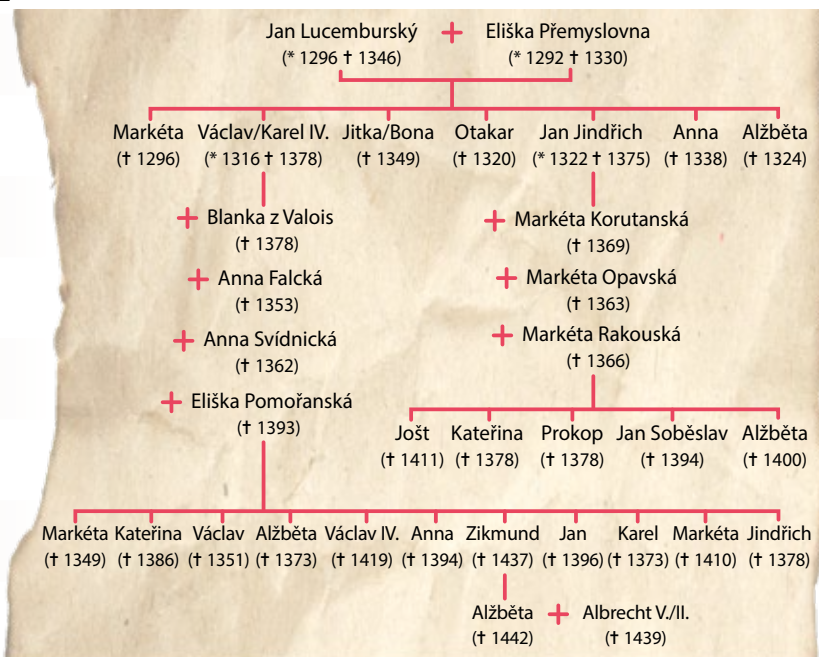 Jan Lucemburský + Eliška Přemyslovna
(* 1296 † 1346) (* 1292 † 1330)
Markéta Václav/Karel IV. Jitka/Bona Otakar Jan Jindřich Anna Alžběta
(† 1296) (* 1316 † 1378) († 1349) († 1320) (* 1322 † 1375) († 1338) († 1324)
+ Blanka z Valois + Markéta Korutanská
(† 1378) († 1369)
+ Anna Falcká + Markéta Opavská
(† 1353) († 1363)
+ Anna Svídnická + Markéta Rakouská
(† 1362) († 1366)
+ Eliška Pomořanská
(† 1393)
Jošt Kateřina Prokop Jan Soběslav Alžběta
(† 1411) († 1378) († 1378) († 1394) († 1400)
Markéta Kateřina Václav Alžběta Václav IV. Anna Zikmund Jan Karel Markéta Jindřich
(† 1349) († 1386) († 1351) († 1373) († 1419) († 1394) († 1437) († 1396) († 1373) († 1410) († 1378)
Alžběta + Albrecht V./II.
(† 1442) († 1439)